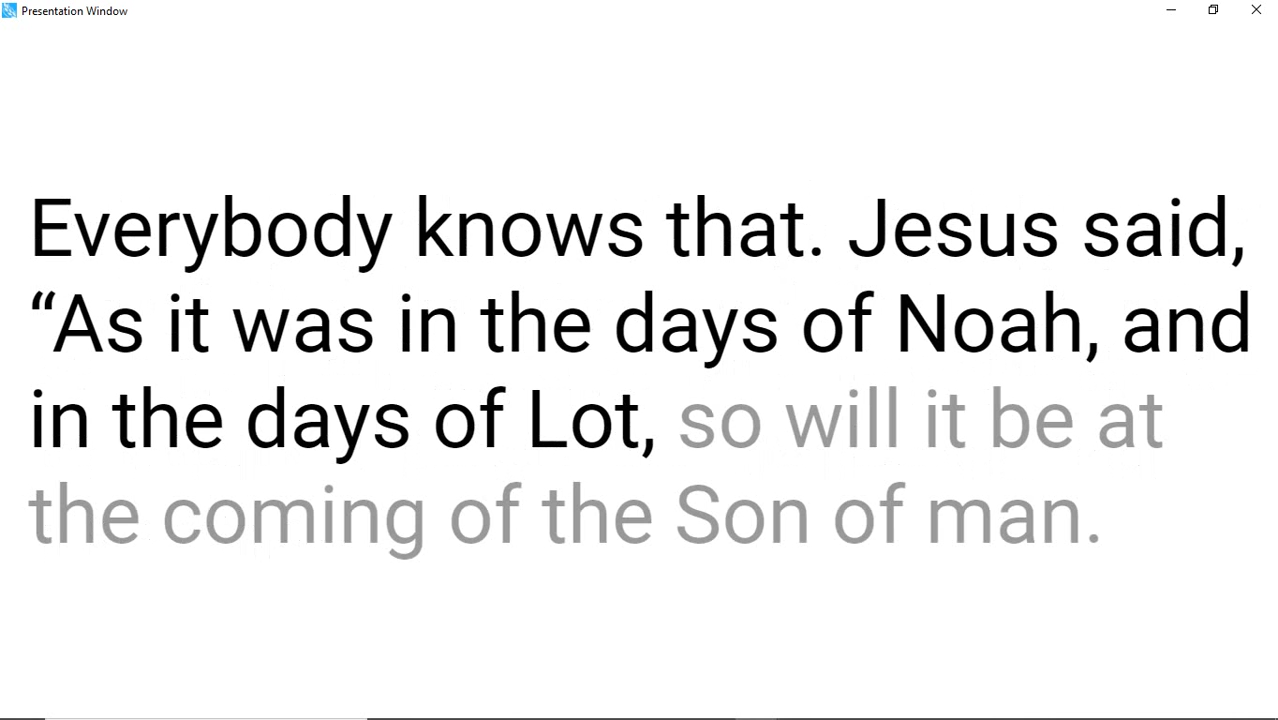 Presentation Window
Everybody knows that. Jesus said,
“As it was in the days of Noah, and
in the days of Lot, so will it be at
the coming of the Son of man.